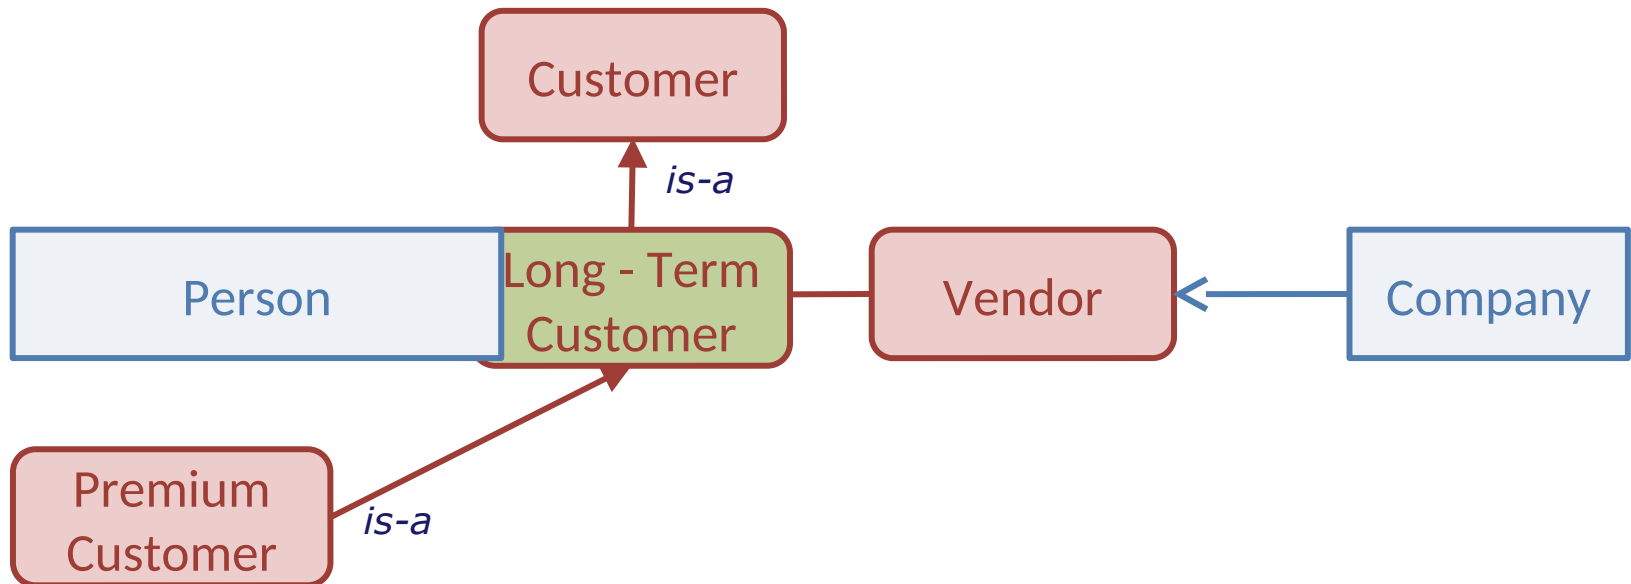 Customer
is-a
Person
Long - Term
Customer
Vendor
Company
Premium
Customer
is-a